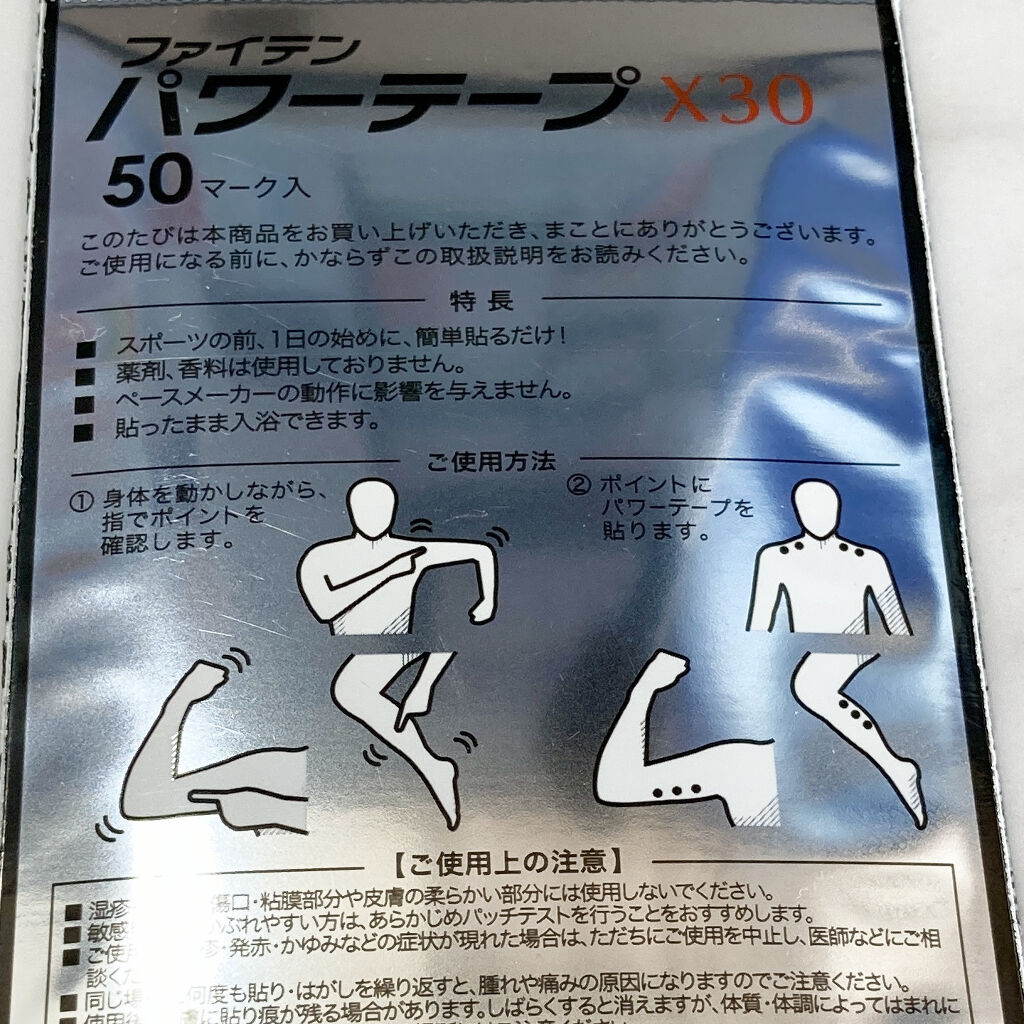 ファイテン
パワーテープ X30
50マーク入
このたびは本商品をお買い上げいただき、まことにありがとうございます。
ご使用になる前に、かならずこの取扱説明をお読みください。
特長
■ スポーツの前、1日の始めに、簡単貼るだけ!
■ 薬剤、香料は使用しておりません。
■ ペースメーカーの動作に影響を与えません。
■ 貼ったまま入浴できます。
ご使用方法
① 身体を動かしながら、
指でポイントを
確認します。
② ポイントに
パワーテープを
貼ります。
【ご使用上の注意】
■ 湿疹 傷口・粘膜部分や皮膚の柔らかい部分には使用しないでください。
■ 敏感 かぶれやすい方は、あらかじめパッチテストを行うことをおすすめします。
■ ご使用 疹・発赤・かゆみなどの症状が現れた場合は、ただちにご使用を中止し、医師などにご相
談くだ
■ 同じ場 何度も貼り・はがしを繰り返すと、腫れや痛みの原因になりますのでご注意ください。
■ 使用後 膚に貼り痕が残る場合があります。しばらくすると消えますが、体質・体調によってはまれに